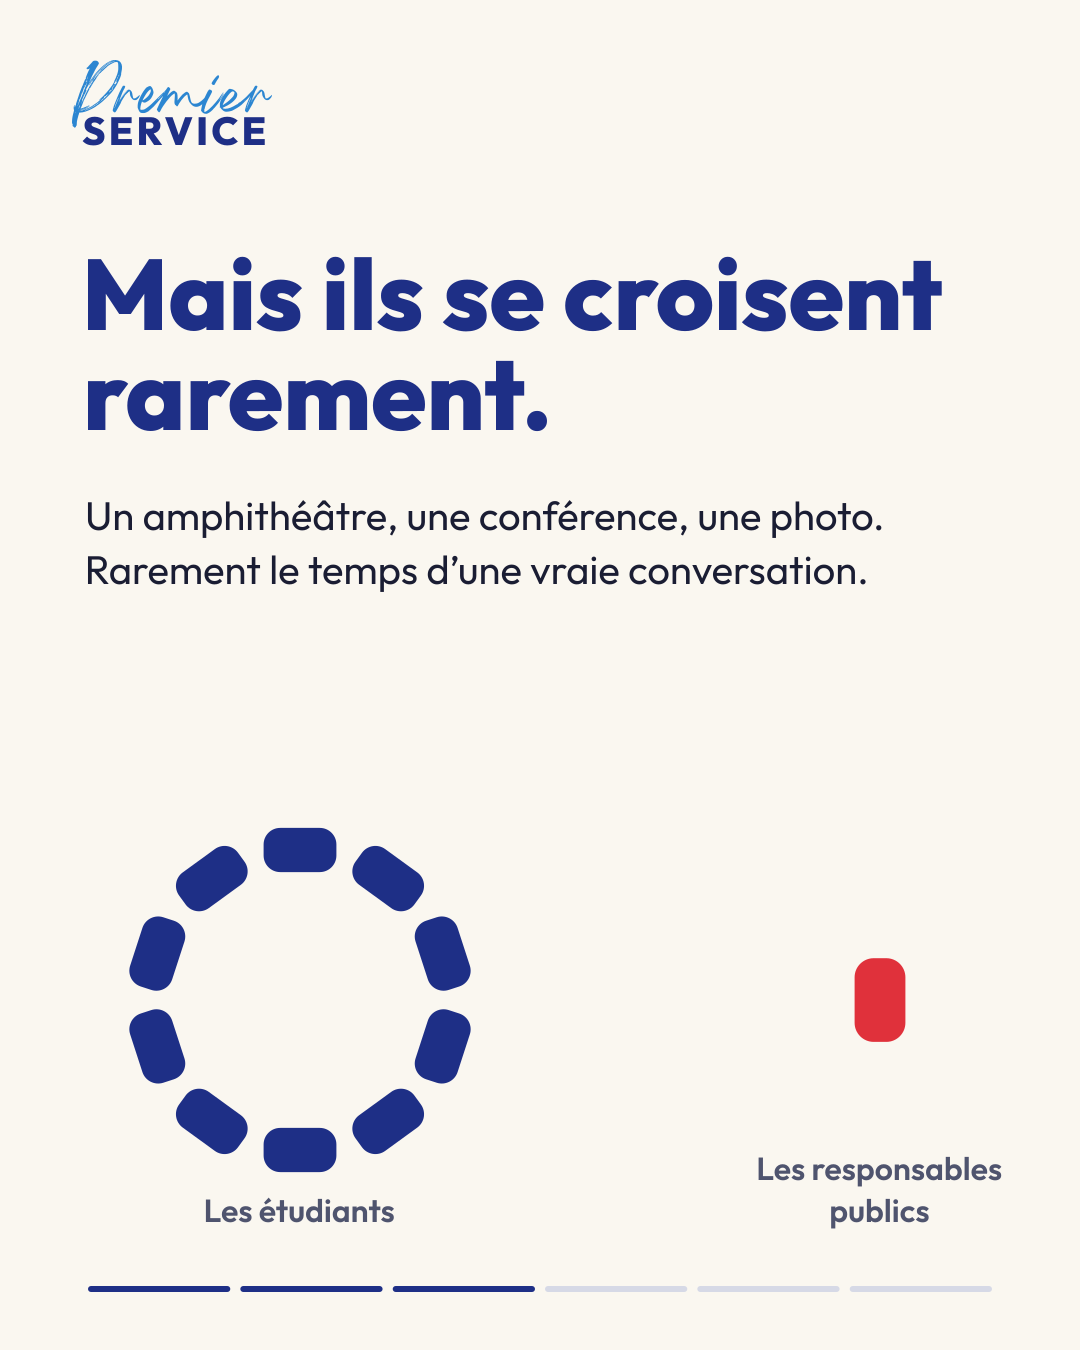 Premier
SERVICE
Mais ils se croisent
rarement.
Un amphithéâtre, une conférence, une photo.
Rarement le temps d’une vraie conversation.
Les étudiants
Les responsables
publics